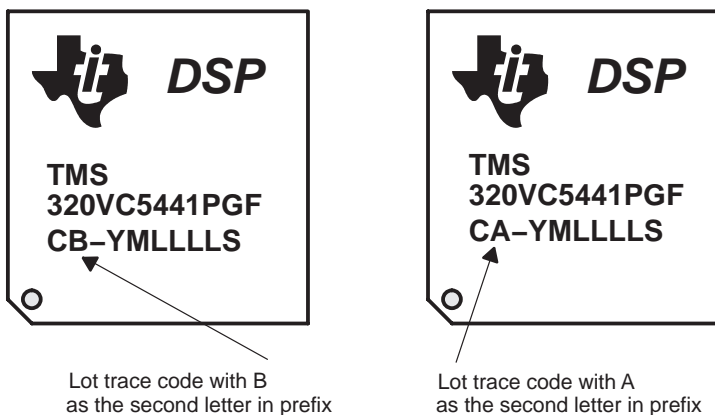 DSP
TMS
320VC5441PGF
CB–YMLLLLS
Lot trace code with B
as the second letter in prefix
DSP
TMS
320VC5441PGF
CA–YMLLLLS
Lot trace code with A
as the second letter in prefix